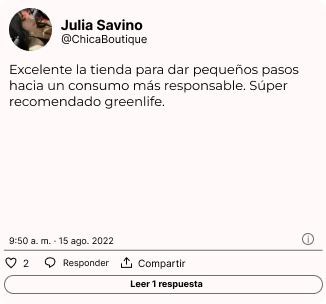 Julia Savino
@ChicaBoutique
Excelente la tienda para dar pequeños pasos
hacia un consumo más responsable. Súper
recomendado greenlife.
9:50 a. m. · 15 ago. 2022
2 Responder Compartir
Leer 1 respuesta